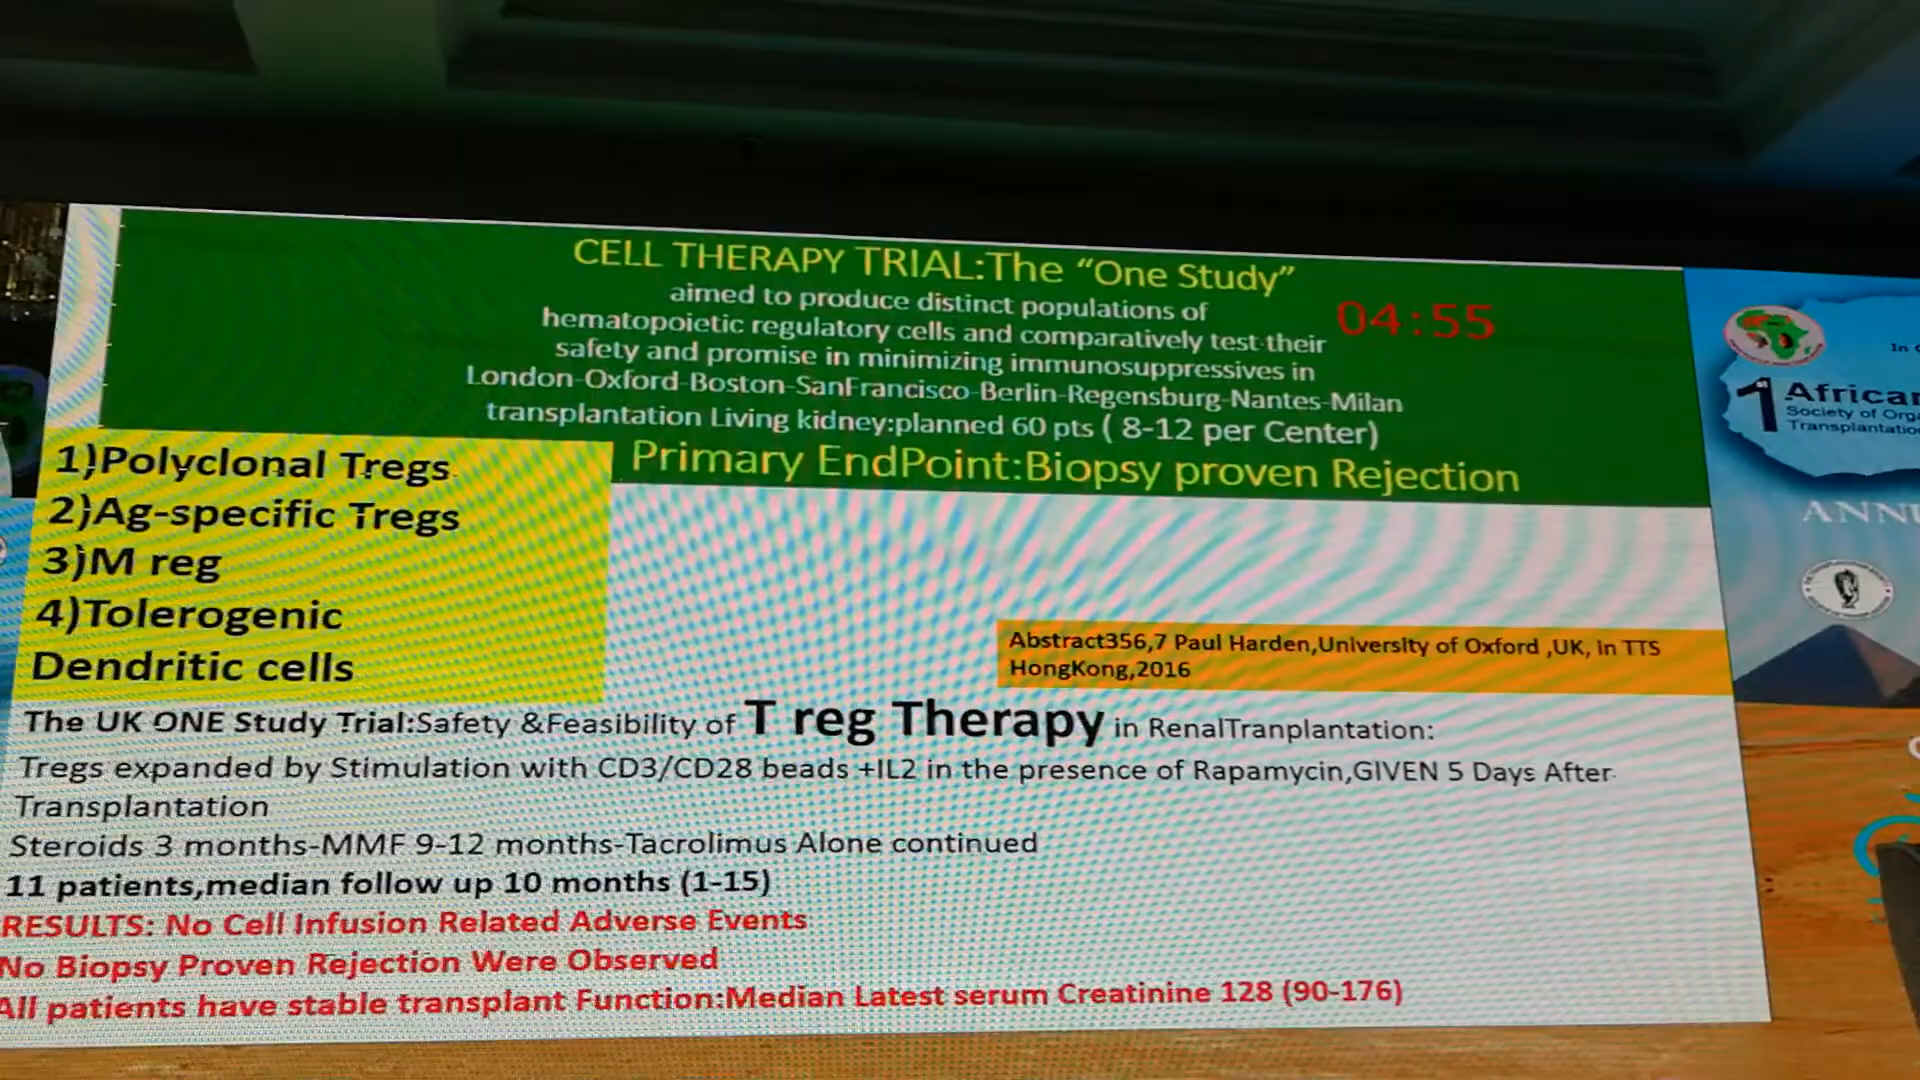 CELL THERAPY TRIAL:The “One Study”
aimed to produce distinct populations of
hematopoietic regulatory cells and comparatively test their
safety and promise in minimizing immunosuppressives in
London-Oxford-Boston-SanFrancisco-Berlin-Regensburg-Nantes-Milan
transplantation Living kidney:planned 60 pts ( 8-12 per Center)
Primary EndPoint:Biopsy proven Rejection
04:55
1)Polyclonal Tregs
2)Ag-specific Tregs
3)M reg
4)Tolerogenic
Dendritic cells
Abstract356,7 Paul Harden,University of Oxford ,UK, in TTS
HongKong,2016
The UK ONE Study Trial:Safety &Feasibility of T reg Therapy in RenalTranplantation:
Tregs expanded by Stimulation with CD3/CD28 beads +IL2 in the presence of Rapamycin,GIVEN 5 Days After
Transplantation
Steroids 3 months-MMF 9-12 months-Tacrolimus Alone continued
11 patients,median follow up 10 months (1-15)
RESULTS: No Cell Infusion Related Adverse Events
No Biopsy Proven Rejection Were Observed
All patients have stable transplant Function:Median Latest serum Creatinine 128 (90-176)
In
1st African
Society of Org
Transplantatio
ANNU